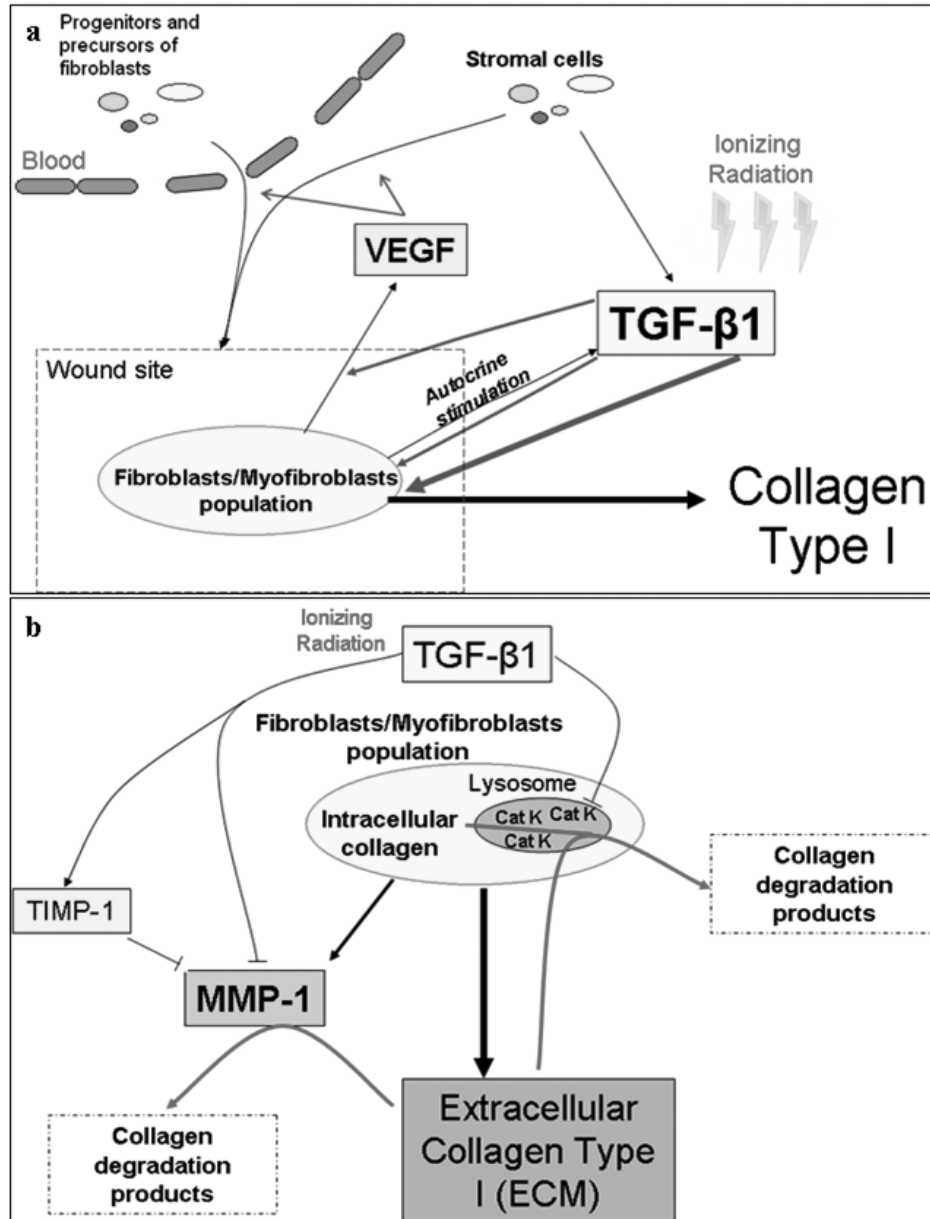 a
Progenitors and
precursors of
fibroblasts
Stromal cells
Blood
Ionizing
Radiation
VEGF
TGF-β1
Wound site
Autocrine
stimulation
Fibroblasts/Myofibroblasts
population
Collagen
Type I
b
Ionizing
Radiation
TGF-β1
Fibroblasts/Myofibroblasts
population
Lysosome
Intracellular
collagen
Cat K Cat K
Cat K
Collagen
degradation
products
TIMP-1
MMP-1
Collagen
degradation
products
Extracellular
Collagen Type
I (ECM)